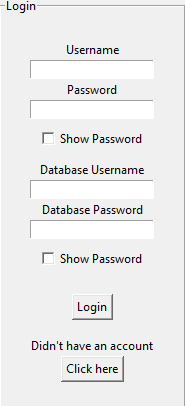 Login
Username
Password
Show Password
Database Username
Database Password
Show Password
Login
Didn't have an account
Click here